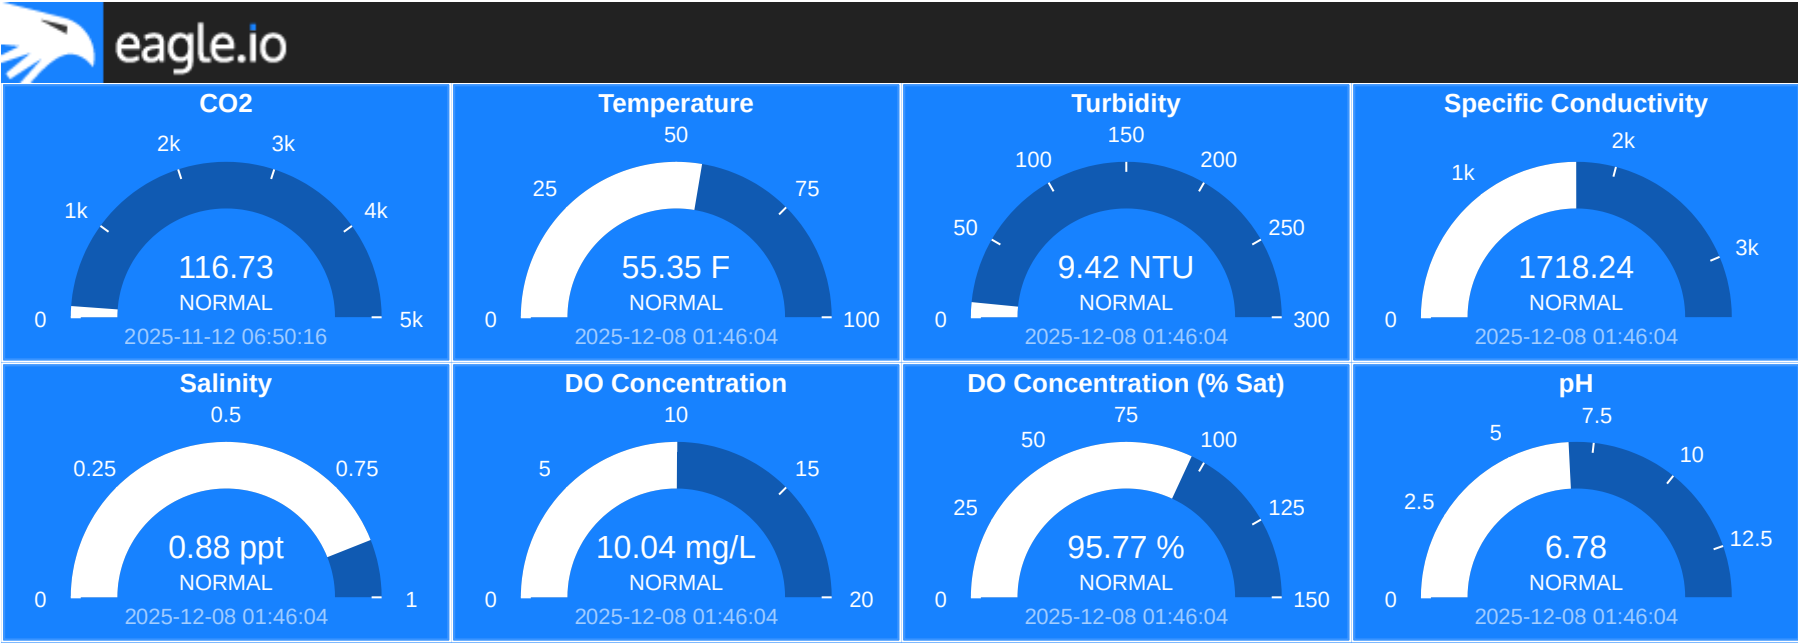 eagle.io
CO2
2k
3k
1k
4k
116.73
NORMAL
0
5k
2025-11-12 06:50:16
Temperature
50
25
75
55.35 F
NORMAL
0
100
2025-12-08 01:46:04
Turbidity
150
100
200
50
250
9.42 NTU
NORMAL
0
300
2025-12-08 01:46:04
Specific Conductivity
2k
1k
3k
1718.24
NORMAL
0
2025-12-08 01:46:04
Salinity
0.5
0.25
0.75
0.88 ppt
NORMAL
0
1
2025-12-08 01:46:04
DO Concentration
10
5
15
10.04 mg/L
NORMAL
0
20
2025-12-08 01:46:04
DO Concentration (% Sat)
75
50
100
25
125
95.77 %
NORMAL
0
150
2025-12-08 01:46:04
pH
7.5
5
10
2.5
12.5
6.78
NORMAL
0
2025-12-08 01:46:04